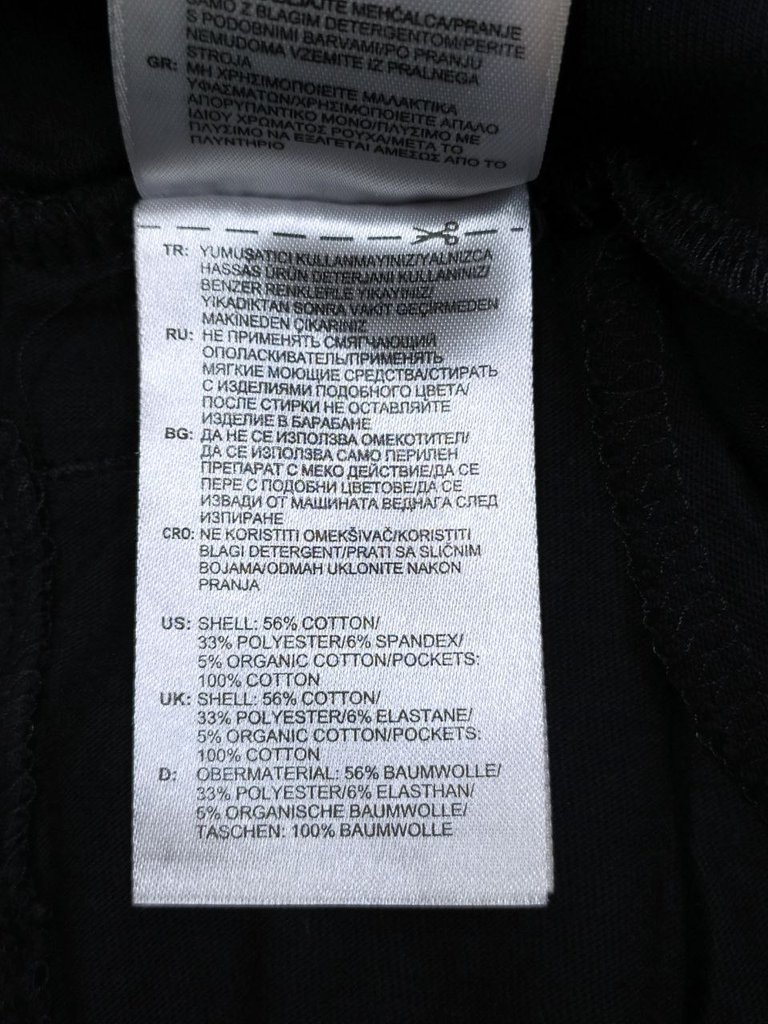 MEHČALCA/PRANJE
SAMO Z BLAGIM DETERGENTOM/PERITE
S PODOBNIMI BARVAMI/PO PRANJU
NEMUDOMA VZEMITE IZ PRALNEGA
STROJA
GR: ΜΗ ΧΡΗΣΙΜΟΠΟΙΕΙΤΕ ΜΑΛΑΚΤΙΚΑ
ΥΦΑΣΜΑΤΩΝ/ΧΡΗΣΙΜΟΠΟΙΕΙΤΕ ΑΠΑΛΟ
ΑΠΟΡΥΠΑΝΤΙΚΟ ΜΟΝΟ/ΠΛΥΣΙΜΟ ΜΕ
ΙΔΙΟΥ ΧΡΩΜΑΤΟΣ ΡΟΥΧΑ/ΜΕΤΑ ΤΟ
ΠΛΥΣΙΜΟ ΝΑ ΕΞΑΓΕΤΑΙ ΑΜΕΣΩΣ ΑΠΟ ΤΟ
ΠΛΥΝΤΗΡΙΟ
TR: YUMUŞATICI KULLANMAYINIZ/YALNIZCA
HASSAS ÜRÜN DETERJANI KULLANINIZ/
BENZER RENKLERLE YIKAYINIZ/
YIKADIKTAN SONRA VAKIT GEÇIRMEDEN
MAKINEDEN ÇIKARINIZ
RU: НЕ ПРИМЕНЯТЬ СМЯГЧАЮЩИЙ
ОПОЛАСКИВАТЕЛЬ/ПРИМЕНЯТЬ
МЯГКИЕ МОЮЩИЕ СРЕДСТВА/СТИРАТЬ
С ИЗДЕЛИЯМИ ПОДОБНОГО ЦВЕТА/
ПОСЛЕ СТИРКИ НЕ ОСТАВЛЯЙТЕ
ИЗДЕЛИЕ В БАРАБАНЕ
BG: ДА НЕ СЕ ИЗПОЛЗВА ОМЕКОТИТЕЛ/
ДА СЕ ИЗПОЛЗВА САМО ПЕРИЛЕН
ПРЕПАРАТ С МЕКО ДЕЙСТВИЕ/ДА СЕ
ПЕРЕ С ПОДОБНИ ЦВЕТОВЕ/ДА СЕ
ИЗВАДИ ОТ МАШИНАТА ВЕДНАГА СЛЕД
ИЗПИРАНЕ
CRO: NE KORISTITI OMEKŠIVAČ/KORISTITI
BLAGI DETERGENT/PRATI SA SLIČNIM
BOJAMA/ODMAH UKLONITE NAKON
PRANJA
US: SHELL: 56% COTTON/
33% POLYESTER/6% SPANDEX/
5% ORGANIC COTTON/POCKETS:
100% COTTON
UK: SHELL: 56% COTTON/
33% POLYESTER/6% ELASTANE/
5% ORGANIC COTTON/POCKETS:
100% COTTON
D: OBERMATERIAL: 56% BAUMWOLLE/
33% POLYESTER/6% ELASTHAN/
5% ORGANISCHE BAUMWOLLE/
TASCHEN: 100% BAUMWOLLE